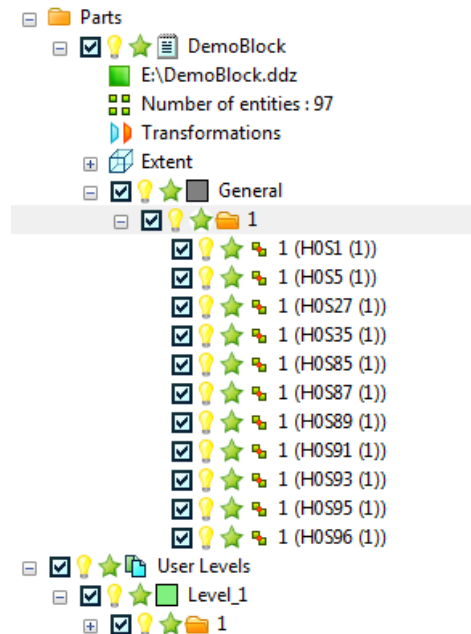 Parts
DemoBlock
E:\DemoBlock.ddz
Number of entities : 97
Transformations
Extent
General
1
1 (H0S1 (1))
1 (H0S5 (1))
1 (H0S27 (1))
1 (H0S35 (1))
1 (H0S85 (1))
1 (H0S87 (1))
1 (H0S89 (1))
1 (H0S91 (1))
1 (H0S93 (1))
1 (H0S95 (1))
1 (H0S96 (1))
User Levels
Level_1
1